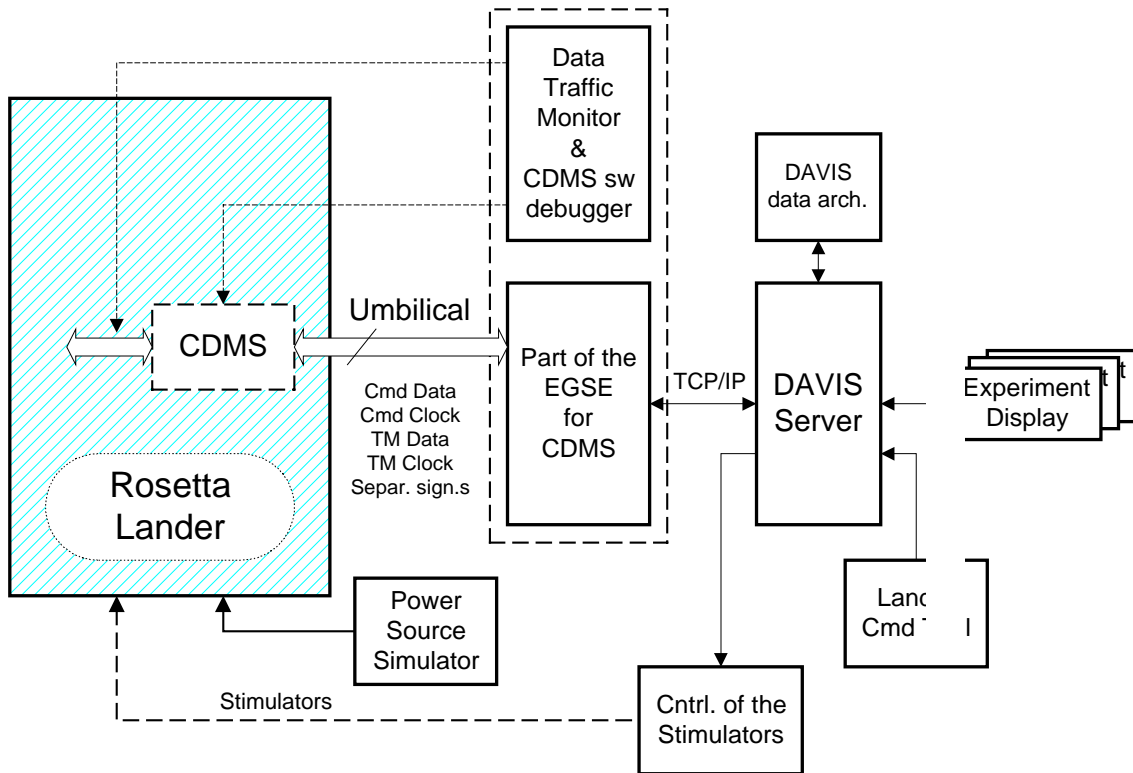 Data
Traffic
Monitor
&
CDMS sw
debugger
DAVIS
data arch.
Umbilical
CDMS
Part of the
EGSE
for
CDMS
TCP/IP
DAVIS
Server
Experiment
Display
Cmd Data
Cmd Clock
TM Data
TM Clock
Separ. sign.s
Rosetta
Lander
Power
Source
Simulator
Cmd
Stimulators
Cntrl. of the
Stimulators